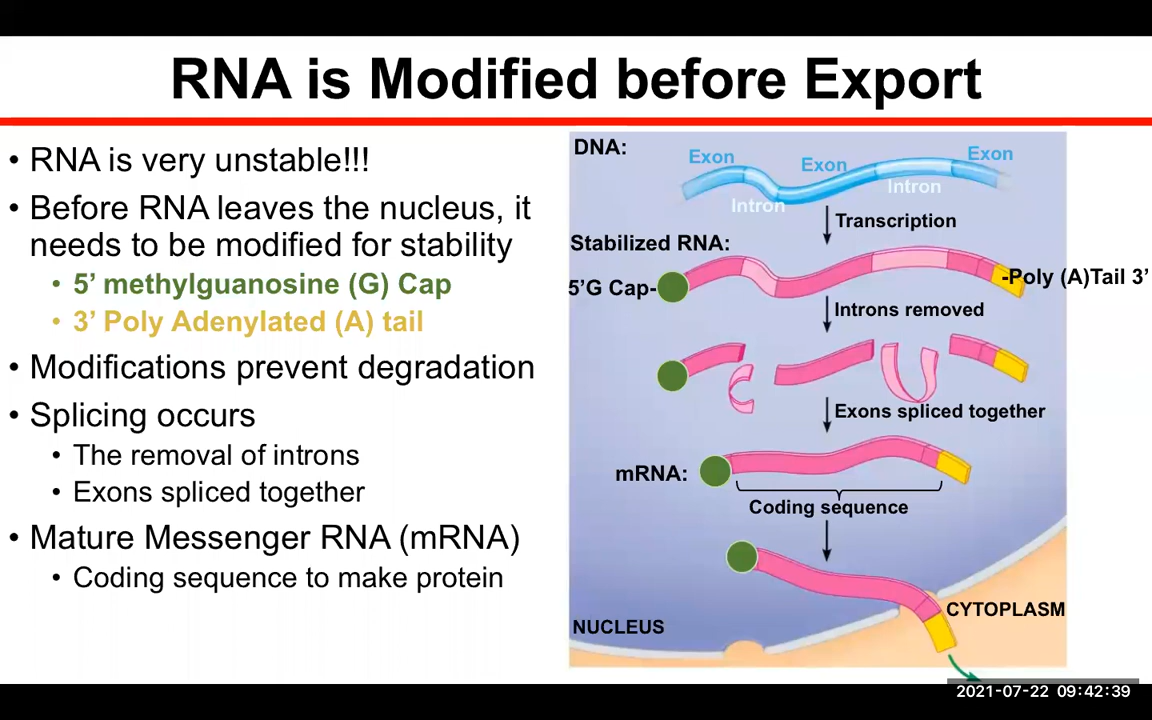 RNA is Modified before Export
• RNA is very unstable!!!
• Before RNA leaves the nucleus, it
needs to be modified for stability
• 5’ methylguanosine (G) Cap
• 3’ Poly Adenylated (A) tail
• Modifications prevent degradation
• Splicing occurs
• The removal of introns
• Exons spliced together
• Mature Messenger RNA (mRNA)
• Coding sequence to make protein
DNA:
Exon
Exon
Exon
Intron
Intron
Transcription
Stabilized RNA:
5’G Cap-
-Poly (A)Tail 3’
Introns removed
Exons spliced together
mRNA:
Coding sequence
CYTOPLASM
NUCLEUS
2021-07-22 09:42:39